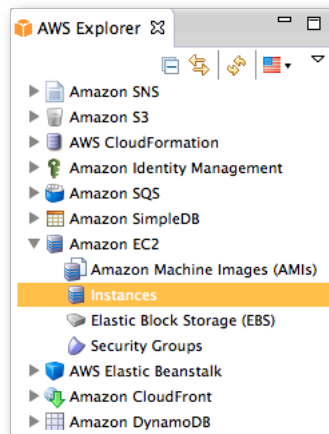 AWS Explorer
Amazon SNS
Amazon S3
AWS CloudFormation
Amazon Identity Management
Amazon SQS
Amazon SimpleDB
Amazon EC2
Amazon Machine Images (AMIs)
Instances
Elastic Block Storage (EBS)
Security Groups
AWS Elastic Beanstalk
Amazon CloudFront
Amazon DynamoDB